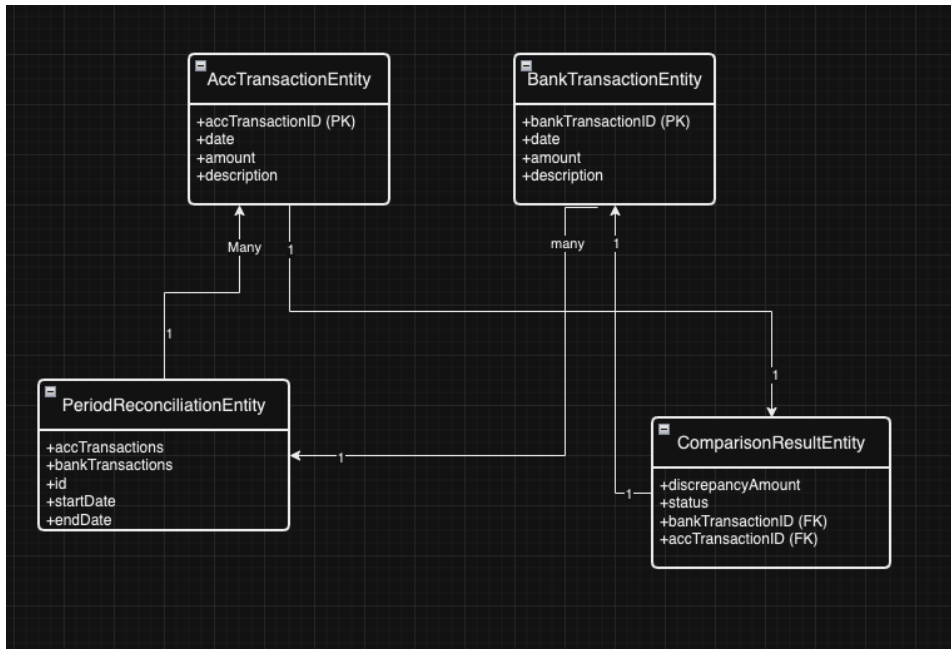 AccTransactionEntity
+accTransactionID (PK)
+date
+amount
+description
BankTransactionEntity
+bankTransactionID (PK)
+date
+amount
+description
Many
1
many
1
1
1
1
1
PeriodReconciliationEntity
+accTransactions
+bankTransactions
+id
+startDate
+endDate
ComparisonResultEntity
+discrepancyAmount
+status
+bankTransactionID (FK)
+accTransactionID (FK)